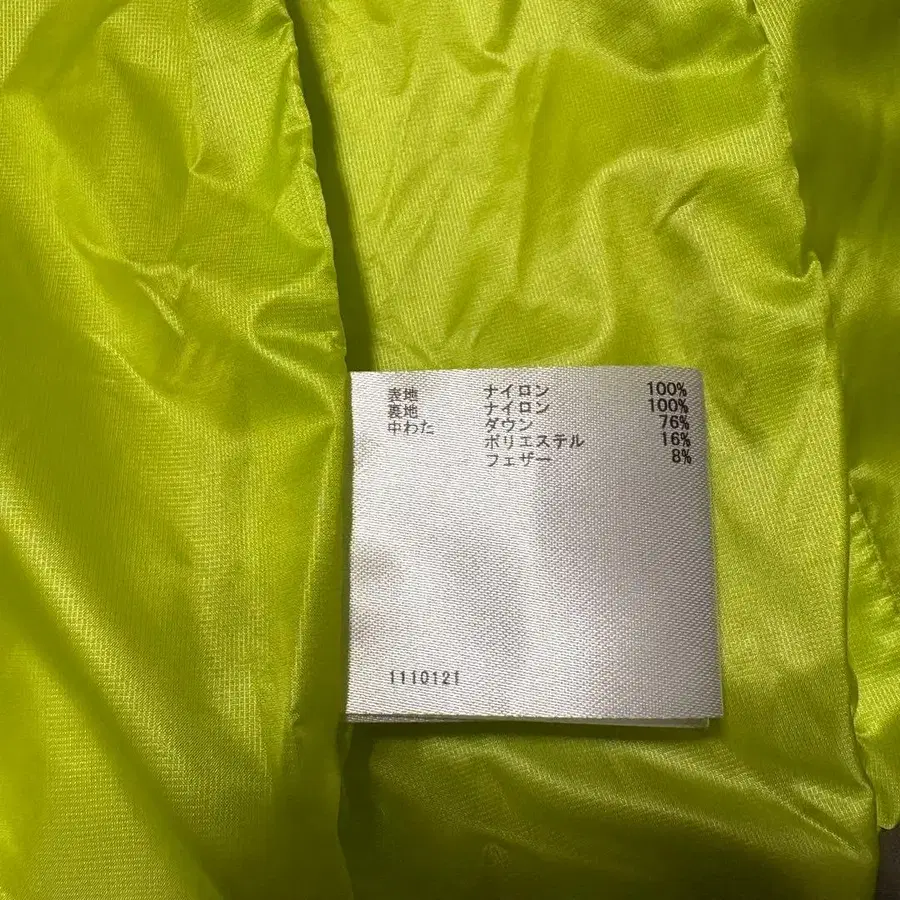 表地 ナイロン 100%
裏地 ナイロン 100%
中わた ダウン 76%
ポリエステル 16%
フェザー 8%
1110121